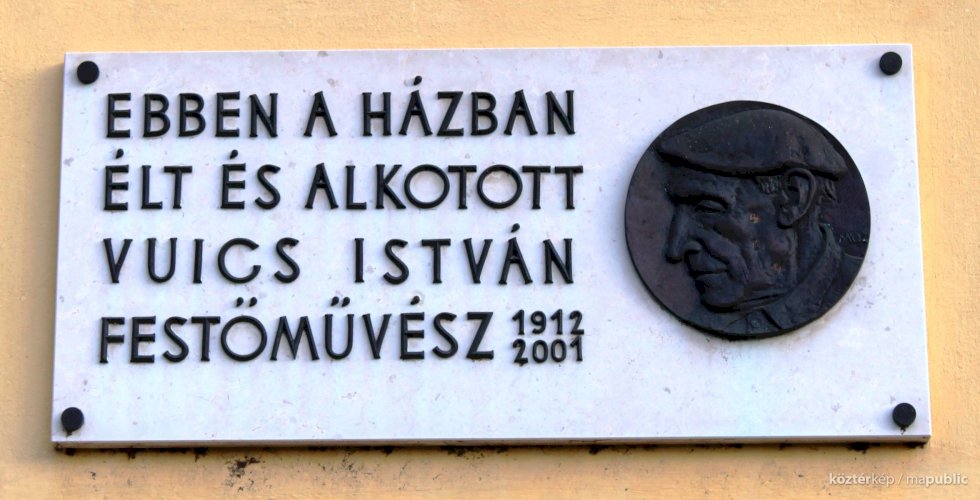 EBBEN A HÁZBAN
ÉLT ÉS ALKOTOTT
VUICS ISTVÁN
FESTŐMŰVÉSZ 1912
2001
köztérkép / mapublic